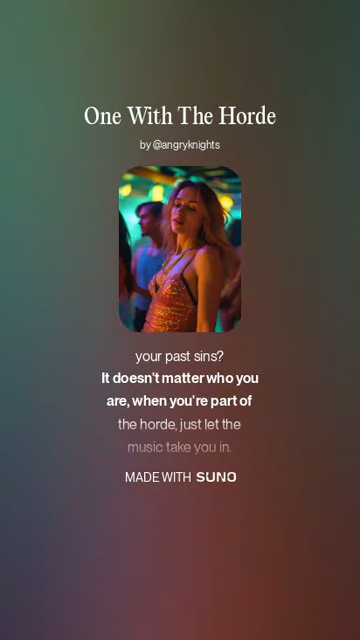 One With The Horde
by @angryknights
your past sins?
It doesn't matter who you
are, when you're part of
the horde, just let the
music take you in.
MADE WITH SUNO